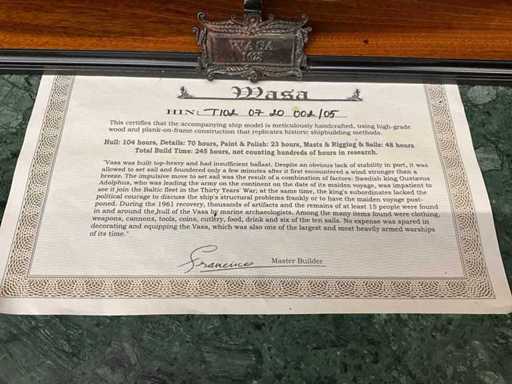 WASA
Wasa
HIN: T102 07 20 002/05
This certifies that the accompanying ship model is meticulously handcrafted, using high-grade
wood and plank-on-frame construction that replicates historic shipbuilding methods.
Hull: 104 hours, Details: 70 hours, Paint & Polish: 23 hours, Masts & Rigging & Sails: 48 hours
Total Build Time: 245 hours, not counting hundreds of hours in research.
"Wasa was built top-heavy and had insufficient ballast. Despite an obvious lack of stability in port, it was
allowed to set sail and foundered only a few minutes after it first encountered a wind stronger than a
breeze. The impulsive move to set sail was the result of a combination of factors: Swedish king Gustavus
Adolphus, who was leading the army on the continent on the date of its maiden voyage, was impatient to
see it join the Baltic fleet in the Thirty Years' War; at the same time, the king's subordinates lacked the
political courage to discuss the ship's structural problems frankly or to have the maiden voyage post-
poned. During the 1961 recovery, thousands of artifacts and the remains of at least 15 people were found
in and around the hull of the Wasa by marine archaeologists. Among the many items found were clothing,
weapons, cannons, tools, coins, cutlery, food, drink and six of the ten sails. No expense was spared in
decorating and equipping the Wasa, which was also one of the largest and most heavily armed warships
of its time."
Francisco Master Builder